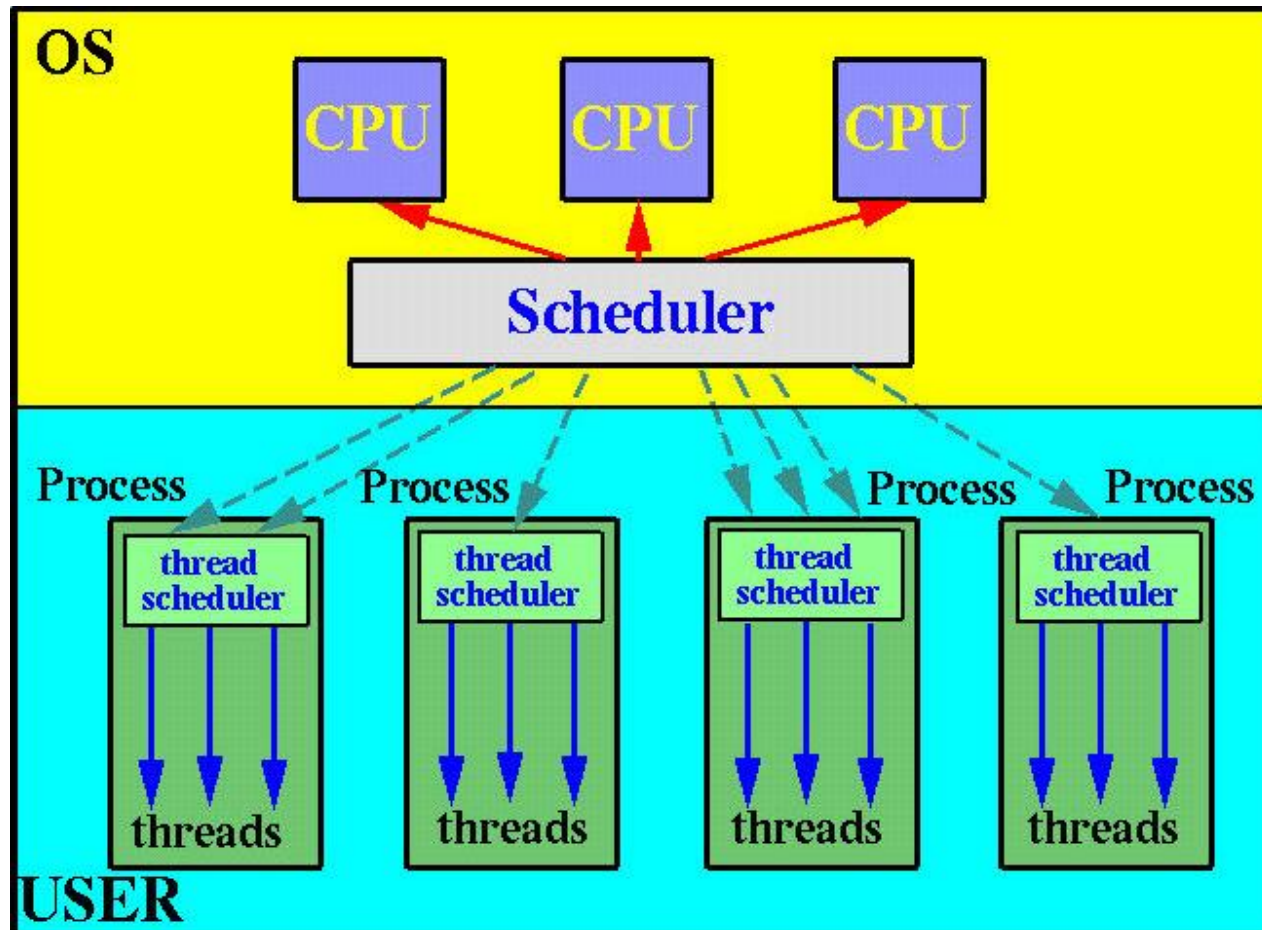 OS
CPU CPU CPU
Scheduler
Process Process Process Process
thread thread thread thread
scheduler scheduler scheduler scheduler
threads threads threads threads
USER